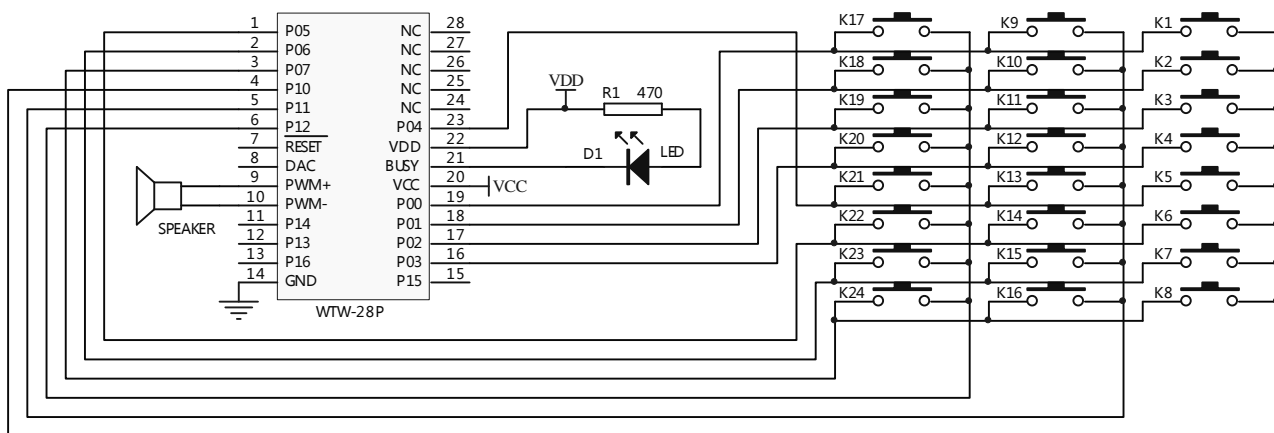 1 P05 NC 28
2 P06 NC 27
3 P07 NC 26
4 P10 NC 25
5 P11 NC 24
6 P12 P04 23
7 RESET VDD 22
8 DAC BUSY 21
9 PWM+ VCC 20
10 PWM- P00 19
11 P14 P01 18
12 P13 P02 17
13 P16 P03 16
14 GND P15 15
WTW-28P
SPEAKER
VDD
R1 470
D1 LED
VCC
K17 K9 K1
K18 K10 K2
K19 K11 K3
K20 K12 K4
K21 K13 K5
K22 K14 K6
K23 K15 K7
K24 K16 K8